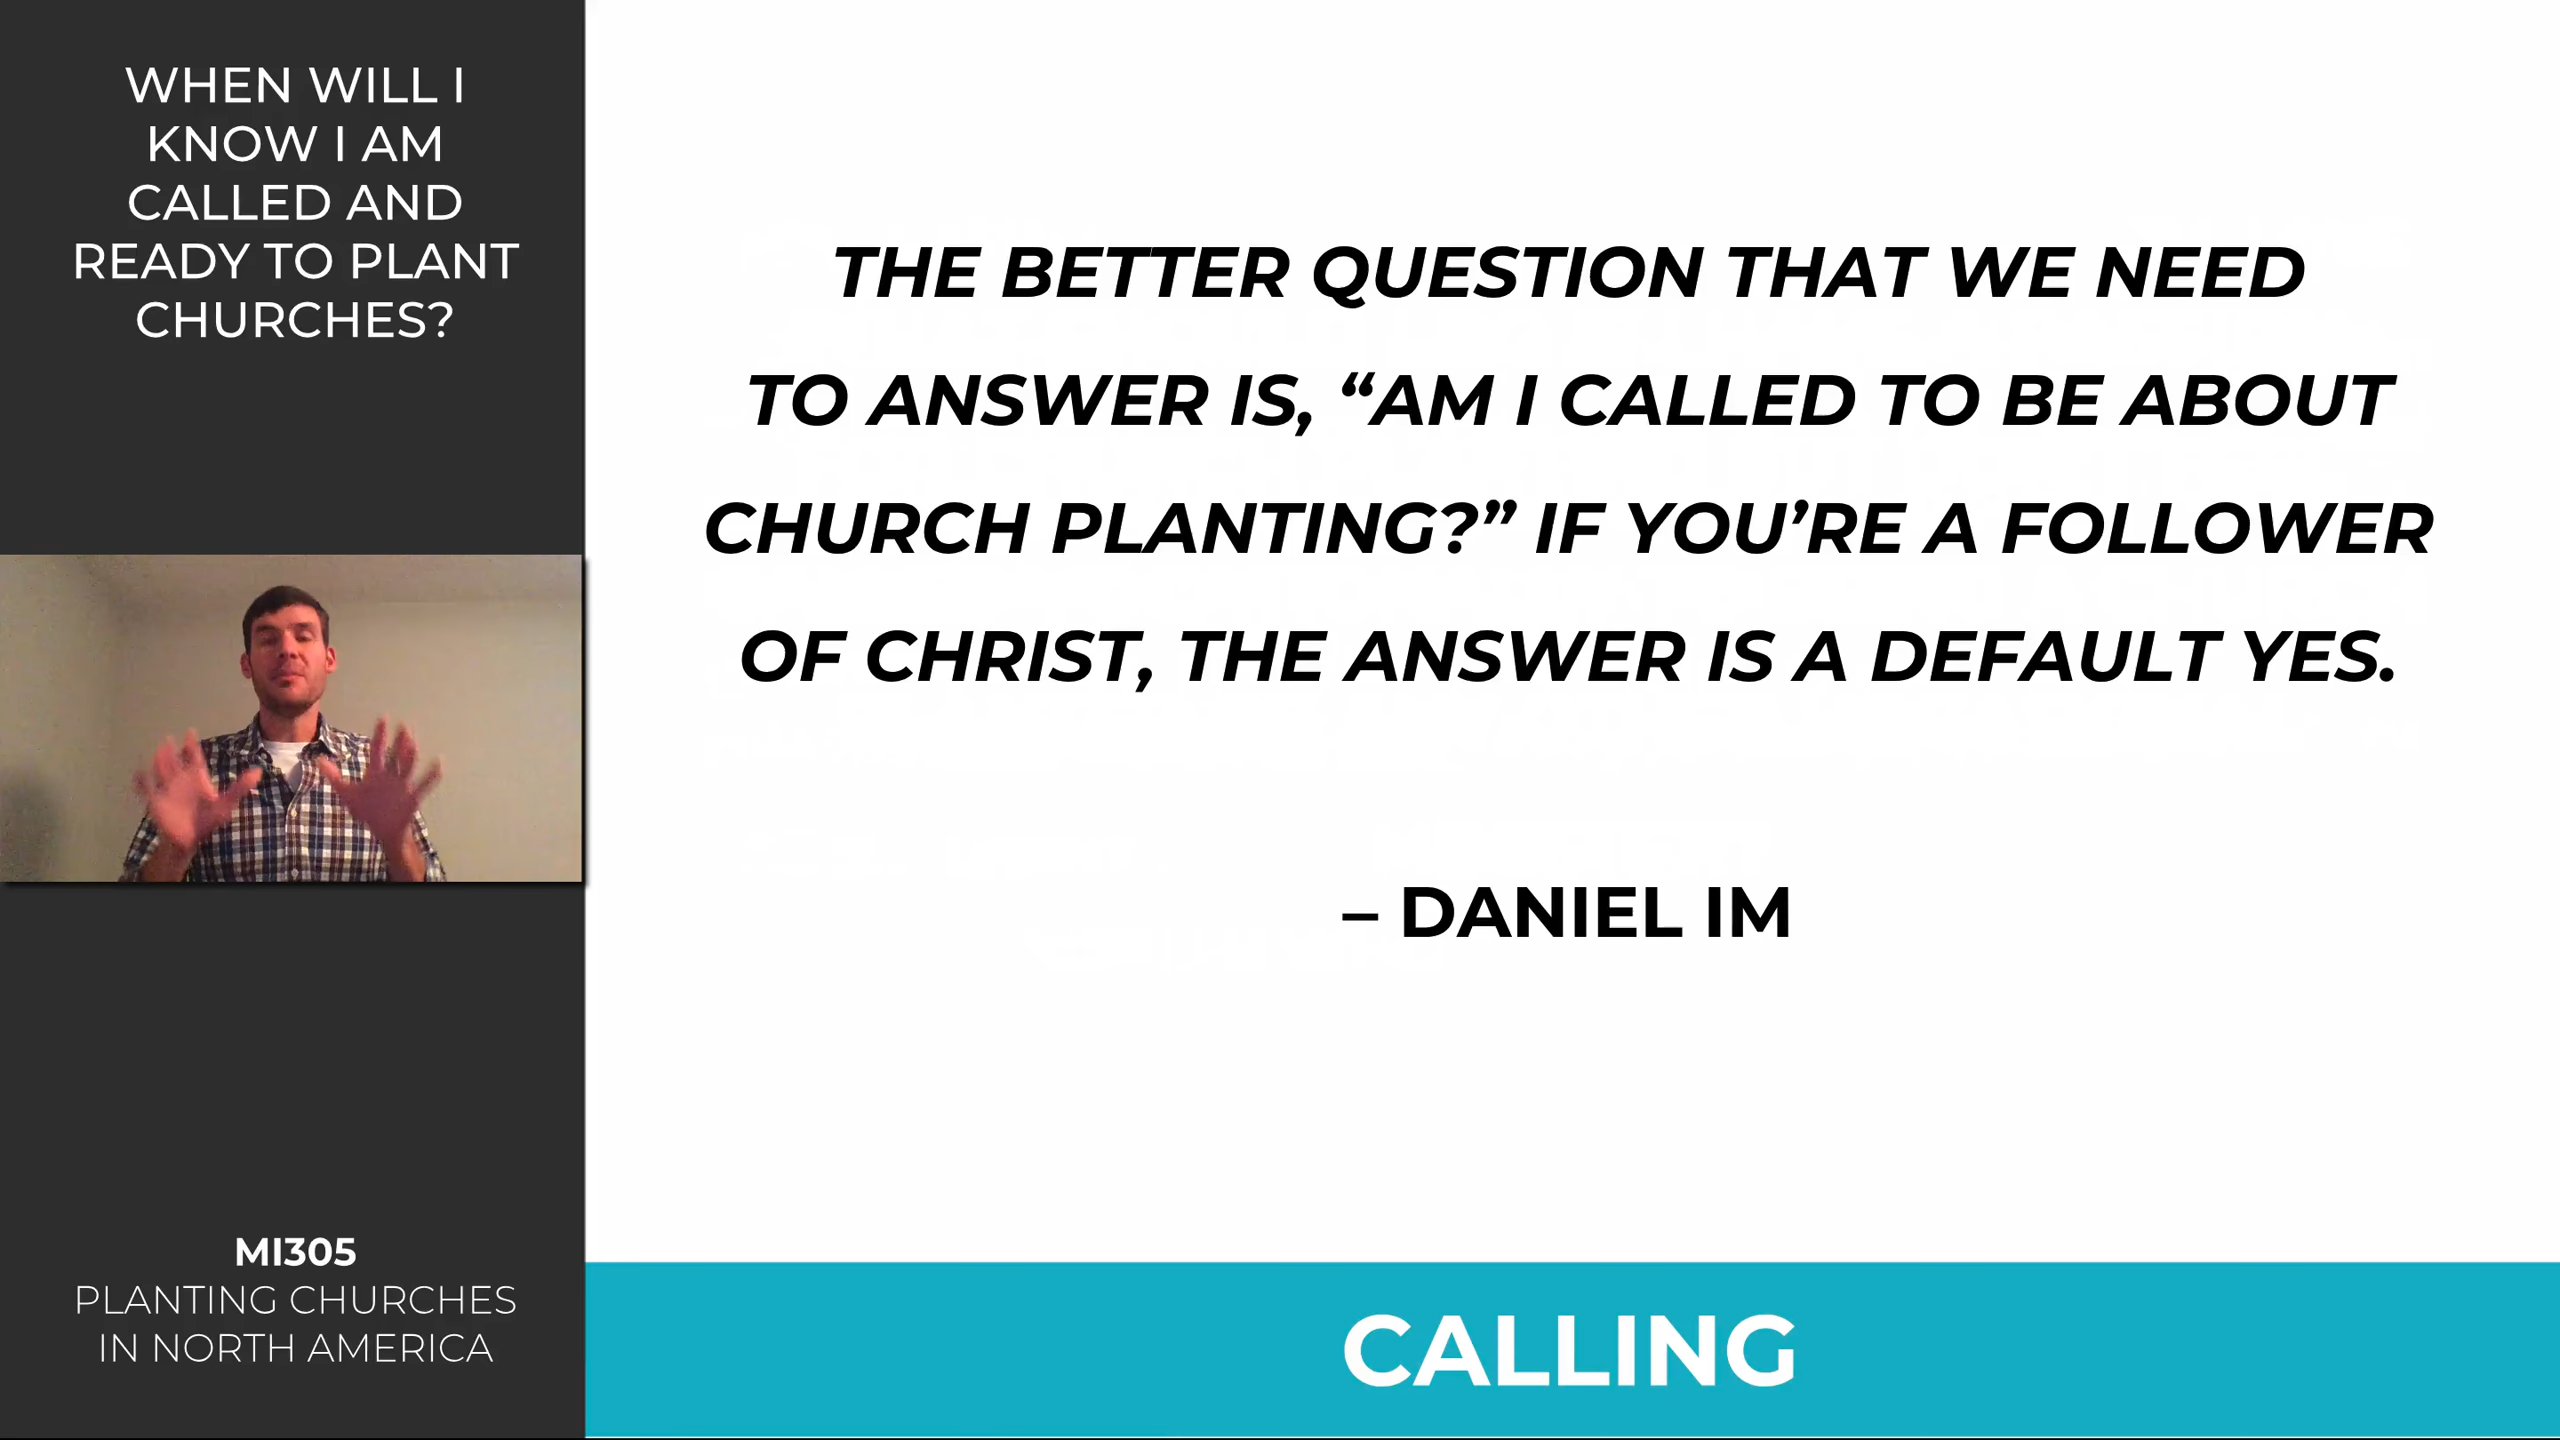 WHEN WILL I
KNOW I AM
CALLED AND
READY TO PLANT
CHURCHES?
THE BETTER QUESTION THAT WE NEED
TO ANSWER IS, “AM I CALLED TO BE ABOUT
CHURCH PLANTING?” IF YOU’RE A FOLLOWER
OF CHRIST, THE ANSWER IS A DEFAULT YES.
– DANIEL IM
MI305
PLANTING CHURCHES
IN NORTH AMERICA
CALLING